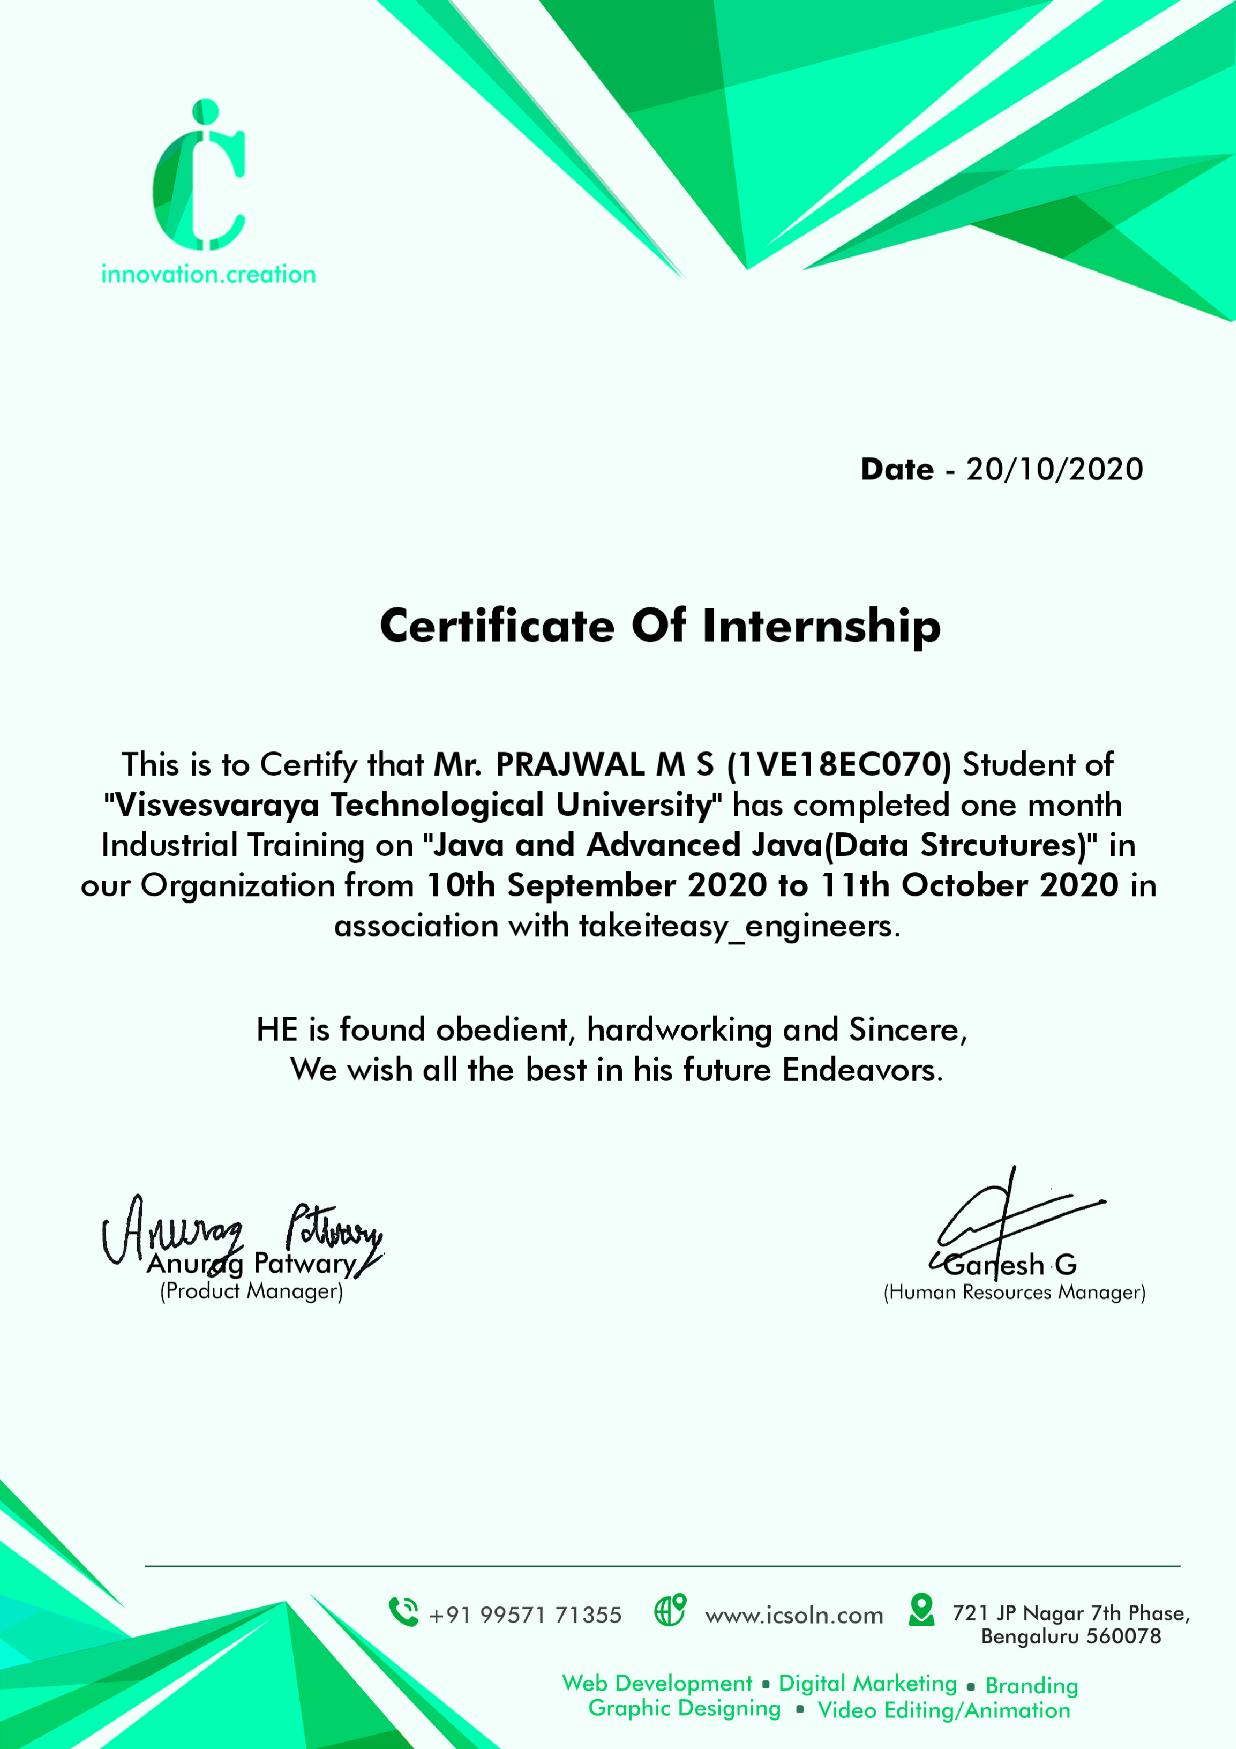 iC
innovation.creation
Date - 20/10/2020
Certificate Of Internship
This is to Certify that Mr. PRAJWAL M S (1VE18EC070) Student of
"Visvesvaraya Technological University" has completed one month
Industrial Training on "Java and Advanced Java(Data Strcutures)" in
our Organization from 10th September 2020 to 11th October 2020 in
association with takeiteasy_engineers.
HE is found obedient, hardworking and Sincere,
We wish all the best in his future Endeavors.
Anurag Patwary
Anurag Patwary
(Product Manager)
Ganesh G
(Human Resources Manager)
+91 99571 71355
www.icsoln.com
721 JP Nagar 7th Phase,
Bengaluru 560078
Web Development • Digital Marketing • Branding
Graphic Designing • Video Editing/Animation